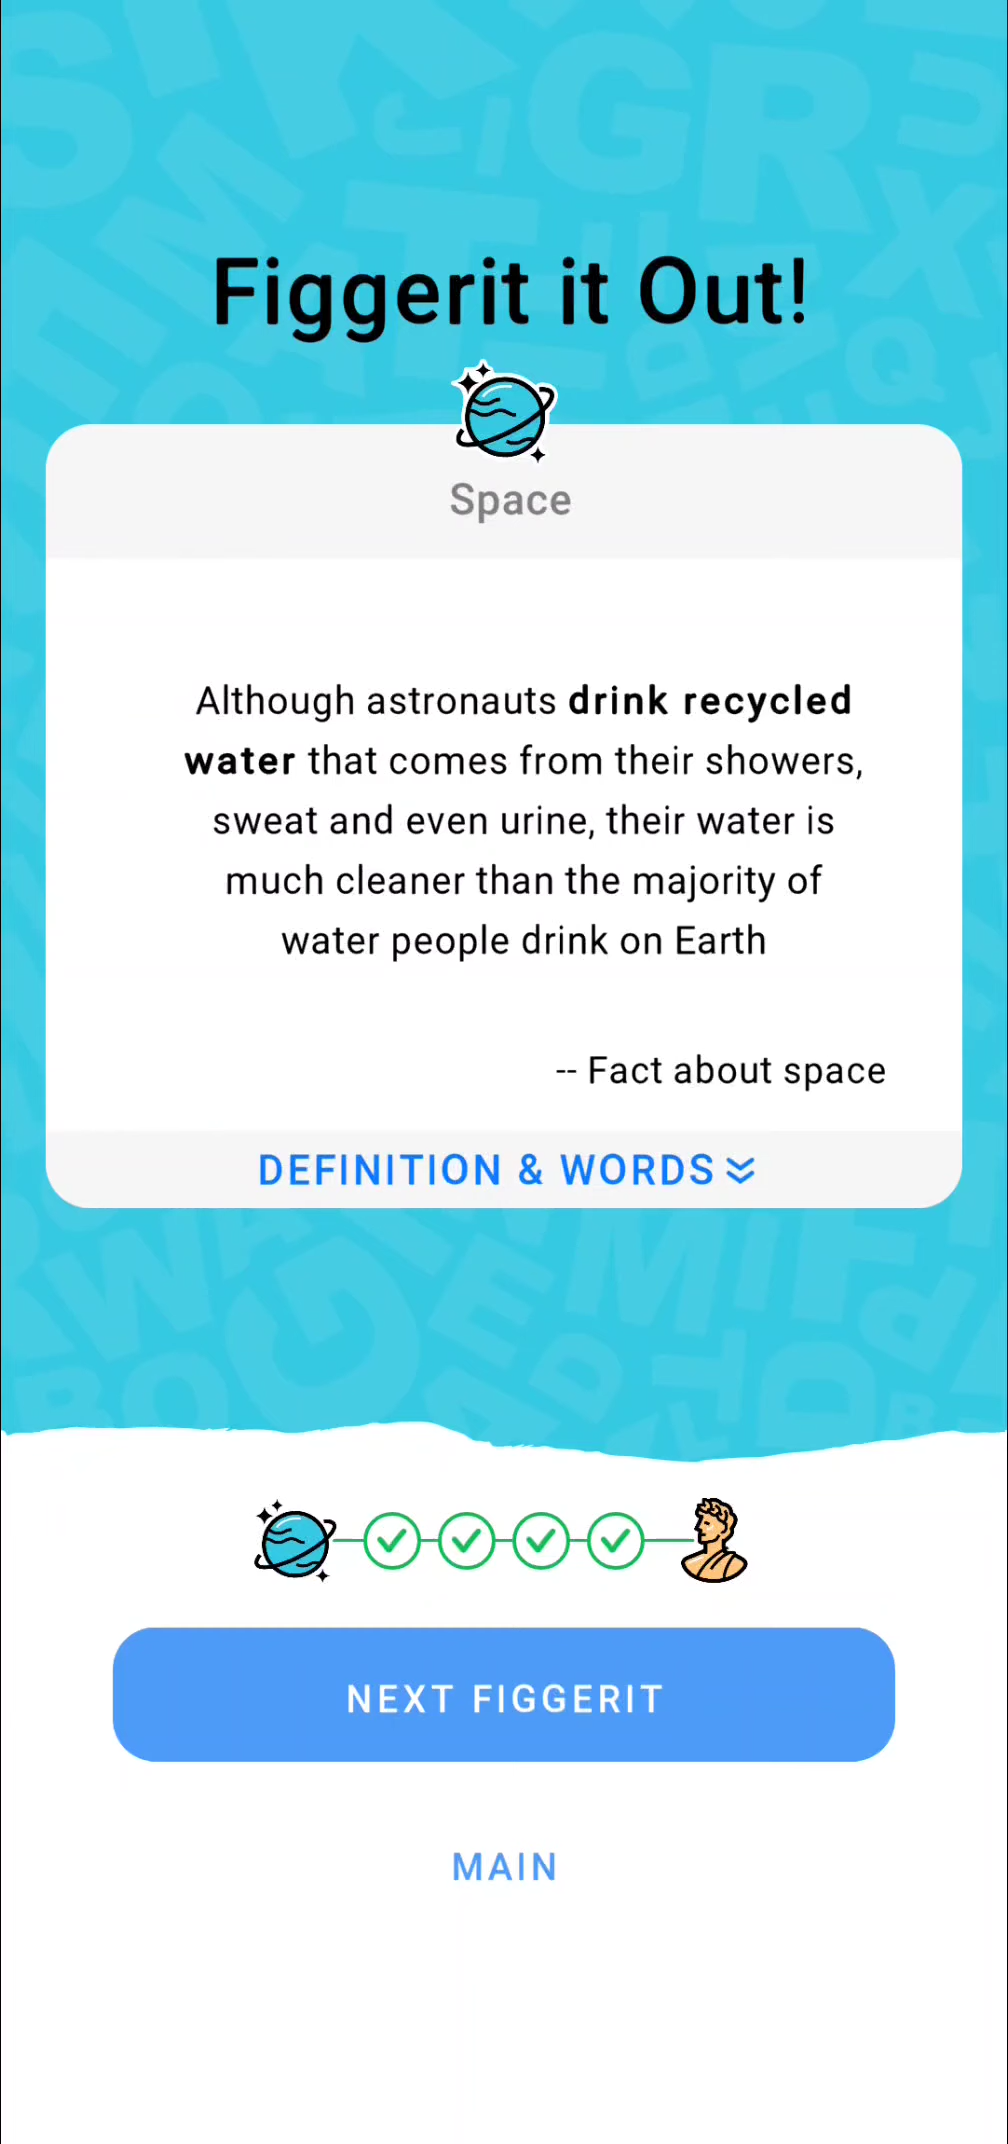 Figgerit it Out!
Space
Although astronauts drink recycled
water that comes from their showers,
sweat and even urine, their water is
much cleaner than the majority of
water people drink on Earth
-- Fact about space
DEFINITION & WORDS
NEXT FIGGERIT
MAIN